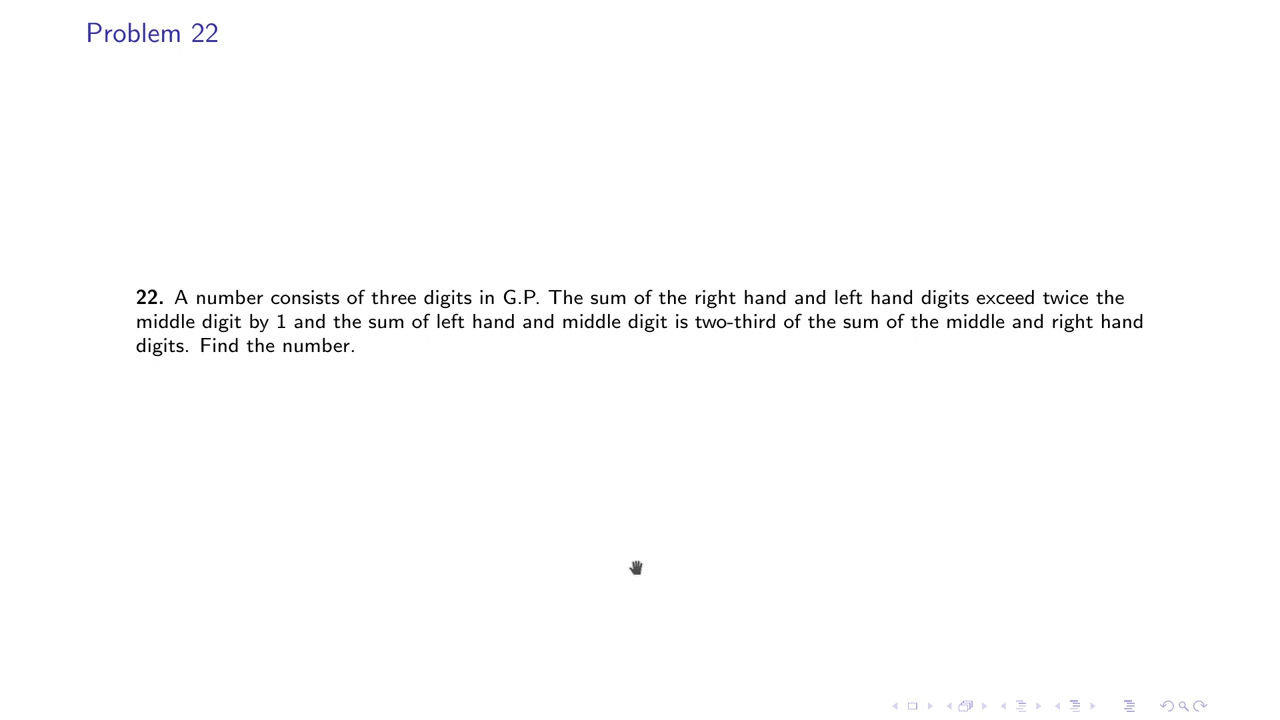 Problem 22
22. A number consists of three digits in G.P. The sum of the right hand and left hand digits exceed twice the
middle digit by 1 and the sum of left hand and middle digit is two-third of the sum of the middle and right hand
digits. Find the number.